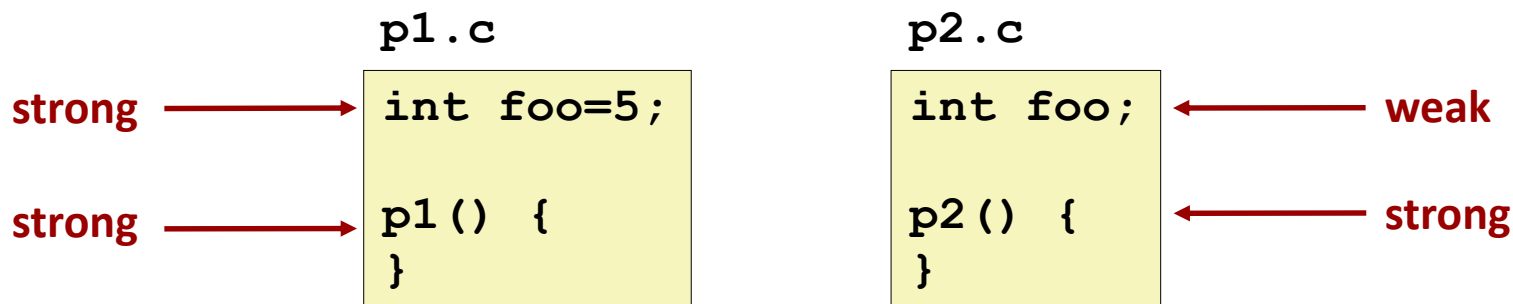 p1.c
p2.c
strong
int foo=5;
int foo;
weak
strong
p1() {
p2() {
strong
}
}